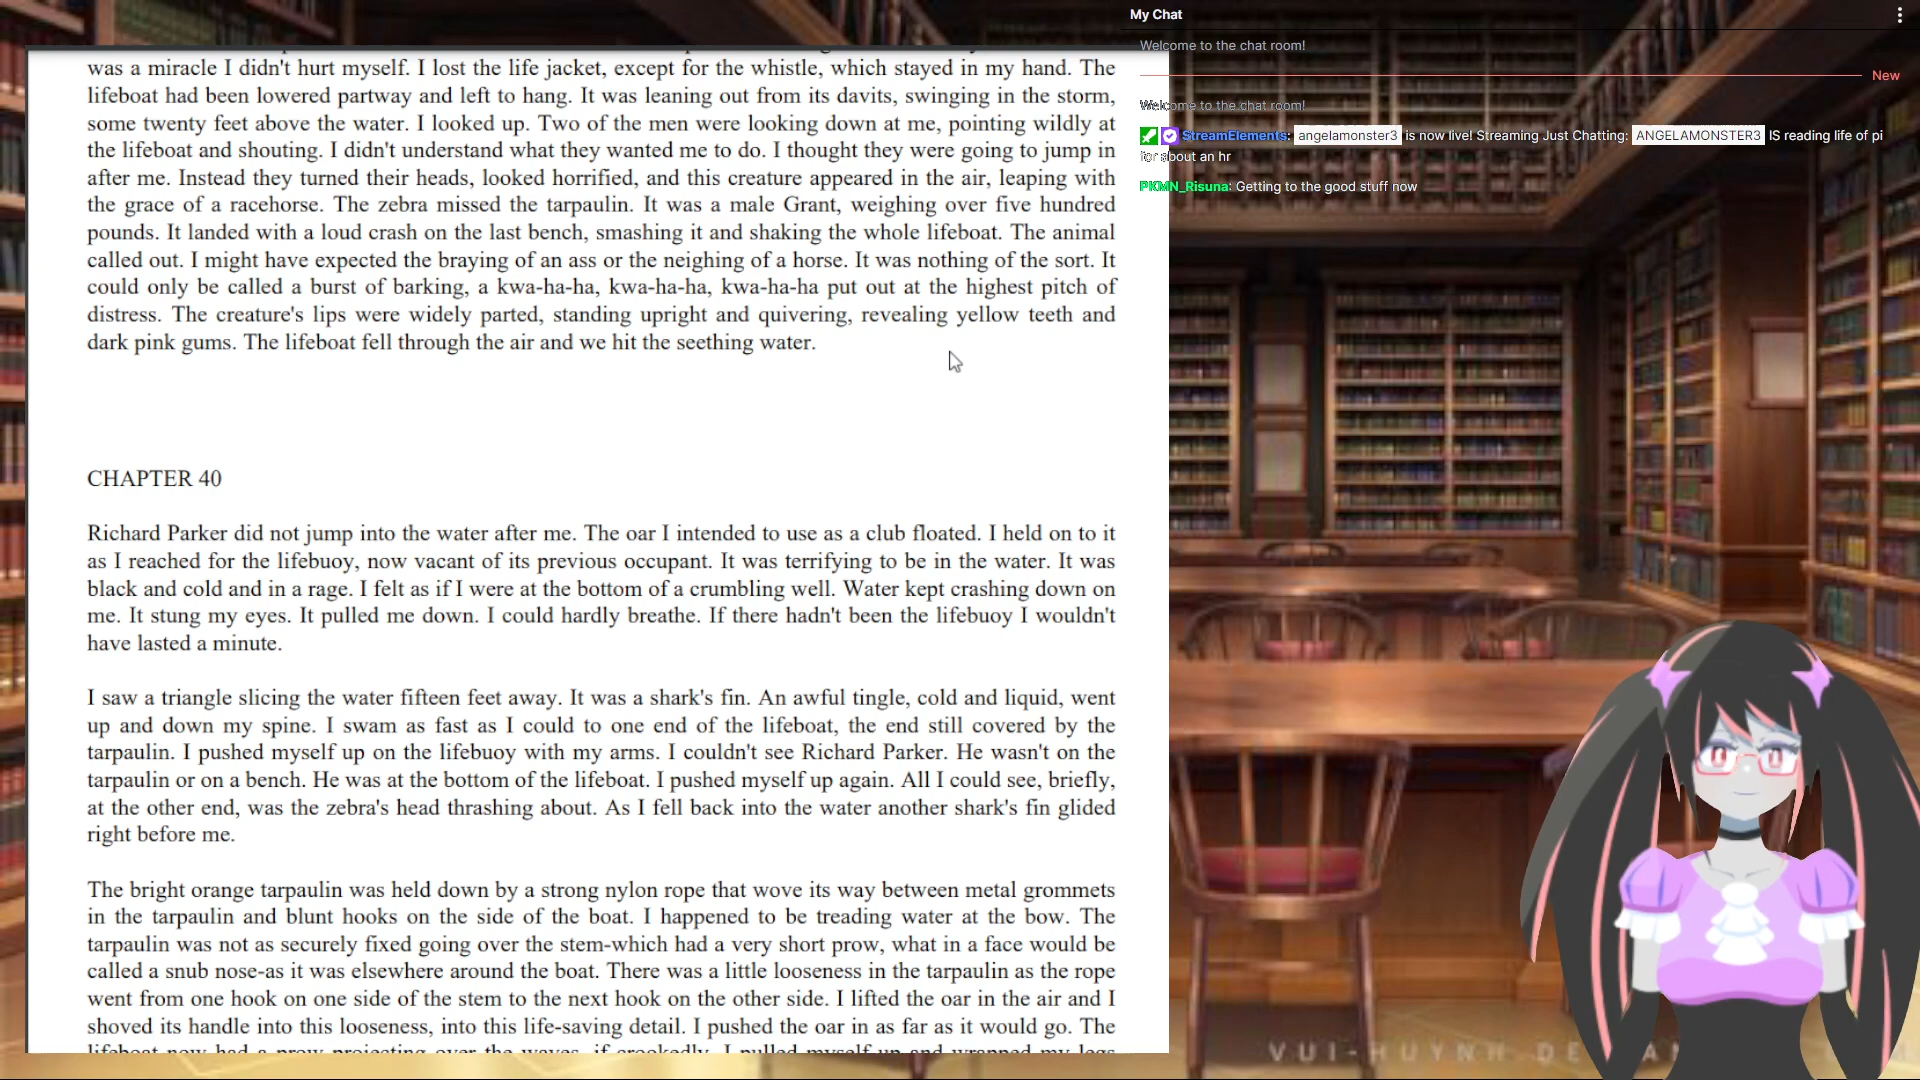 My Chat
Welcome to the chat room!
New
Welcome to the chat room!
StreamElements: angelamonster3 is now live! Streaming Just Chatting: ANGELAMONSTER3 IS reading life of pi
for about an hr
PKMN_Risuna: Getting to the good stuff now
was a miracle I didn't hurt myself. I lost the life jacket, except for the whistle, which stayed in my hand. The
lifeboat had been lowered partway and left to hang. It was leaning out from its davits, swinging in the storm,
some twenty feet above the water. I looked up. Two of the men were looking down at me, pointing wildly at
the lifeboat and shouting. I didn't understand what they wanted me to do. I thought they were going to jump in
after me. Instead they turned their heads, looked horrified, and this creature appeared in the air, leaping with
the grace of a racehorse. The zebra missed the tarpaulin. It was a male Grant, weighing over five hundred
pounds. It landed with a loud crash on the last bench, smashing it and shaking the whole lifeboat. The animal
called out. I might have expected the braying of an ass or the neighing of a horse. It was nothing of the sort. It
could only be called a burst of barking, a kwa-ha-ha, kwa-ha-ha, kwa-ha-ha put out at the highest pitch of
distress. The creature's lips were widely parted, standing upright and quivering, revealing yellow teeth and
dark pink gums. The lifeboat fell through the air and we hit the seething water.
CHAPTER 40
Richard Parker did not jump into the water after me. The oar I intended to use as a club floated. I held on to it
as I reached for the lifebuoy, now vacant of its previous occupant. It was terrifying to be in the water. It was
black and cold and in a rage. I felt as if I were at the bottom of a crumbling well. Water kept crashing down on
me. It stung my eyes. It pulled me down. I could hardly breathe. If there hadn't been the lifebuoy I wouldn't
have lasted a minute.
I saw a triangle slicing the water fifteen feet away. It was a shark's fin. An awful tingle, cold and liquid, went
up and down my spine. I swam as fast as I could to one end of the lifeboat, the end still covered by the
tarpaulin. I pushed myself up on the lifebuoy with my arms. I couldn't see Richard Parker. He wasn't on the
tarpaulin or on a bench. He was at the bottom of the lifeboat. I pushed myself up again. All I could see, briefly,
at the other end, was the zebra's head thrashing about. As I fell back into the water another shark's fin glided
right before me.
The bright orange tarpaulin was held down by a strong nylon rope that wove its way between metal grommets
in the tarpaulin and blunt hooks on the side of the boat. I happened to be treading water at the bow. The
tarpaulin was not as securely fixed going over the stem-which had a very short prow, what in a face would be
called a snub nose-as it was elsewhere around the boat. There was a little looseness in the tarpaulin as the rope
went from one hook on one side of the stem to the next hook on the other side. I lifted the oar in the air and I
shoved its handle into this looseness, into this life-saving detail. I pushed the oar in as far as it would go. The
lifeboat now had a prow projecting over the waves, if crookedly. I pulled myself up and wrapped my legs
VUI-HUYNH DE